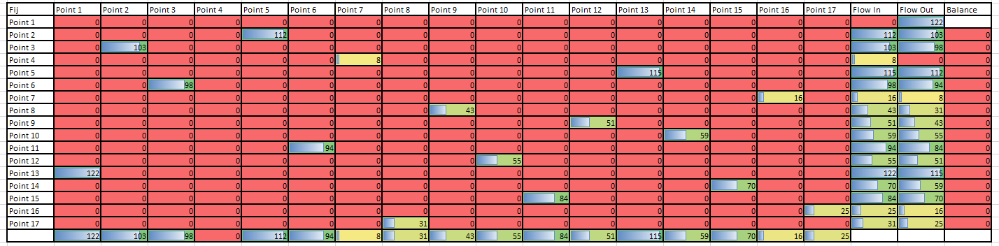 Fij Point 1 Point 2 Point 3 Point 4 Point 5 Point 6 Point 7 Point 8 Point 9 Point 10 Point 11 Point 12 Point 13 Point 14 Point 15 Point 16 Point 17 Flow In Flow Out Balance
Point 1 0 0 0 0 0 0 0 0 0 0 0 0 0 0 0 0 0 0 122
Point 2 0 0 0 0 112 0 0 0 0 0 0 0 0 0 0 0 0 112 103 0
Point 3 0 103 0 0 0 0 0 0 0 0 0 0 0 0 0 0 0 103 98 0
Point 4 0 0 0 0 0 0 8 0 0 0 0 0 0 0 0 0 0 8 0 0
Point 5 0 0 0 0 0 0 0 0 0 0 0 0 115 0 0 0 0 115 112 0
Point 6 0 0 98 0 0 0 0 0 0 0 0 0 0 0 0 0 0 98 94 0
Point 7 0 0 0 0 0 0 0 0 0 0 0 0 0 0 0 16 0 16 8 0
Point 8 0 0 0 0 0 0 0 0 43 0 0 0 0 0 0 0 0 43 31 0
Point 9 0 0 0 0 0 0 0 0 0 0 0 51 0 0 0 0 0 51 43 0
Point 10 0 0 0 0 0 0 0 0 0 0 0 0 0 59 0 0 0 59 55 0
Point 11 0 0 0 0 0 94 0 0 0 0 0 0 0 0 0 0 0 94 84 0
Point 12 0 0 0 0 0 0 0 0 0 55 0 0 0 0 0 0 0 55 51 0
Point 13 122 0 0 0 0 0 0 0 0 0 0 0 0 0 0 0 0 122 115 0
Point 14 0 0 0 0 0 0 0 0 0 0 0 0 0 0 70 0 0 70 59 0
Point 15 0 0 0 0 0 0 0 0 0 0 84 0 0 0 0 0 0 84 70 0
Point 16 0 0 0 0 0 0 0 0 0 0 0 0 0 0 0 0 25 25 16 0
Point 17 0 0 0 0 0 0 0 31 0 0 0 0 0 0 0 0 0 31 25 0
122 103 98 0 112 94 8 31 43 55 84 51 115 59 70 16 25